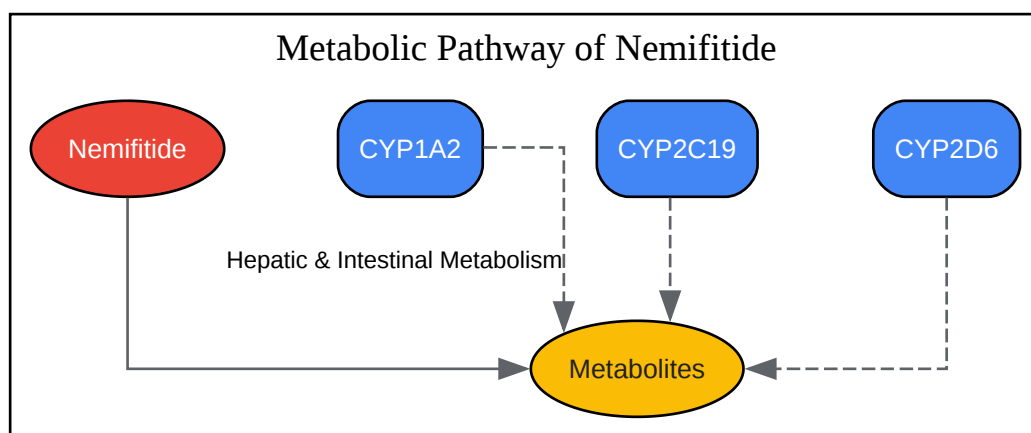 Metabolic Pathway of Nemifitide
Nemifitide
CYP1A2
CYP2C19
CYP2D6
Hepatic & Intestinal Metabolism
Metabolites